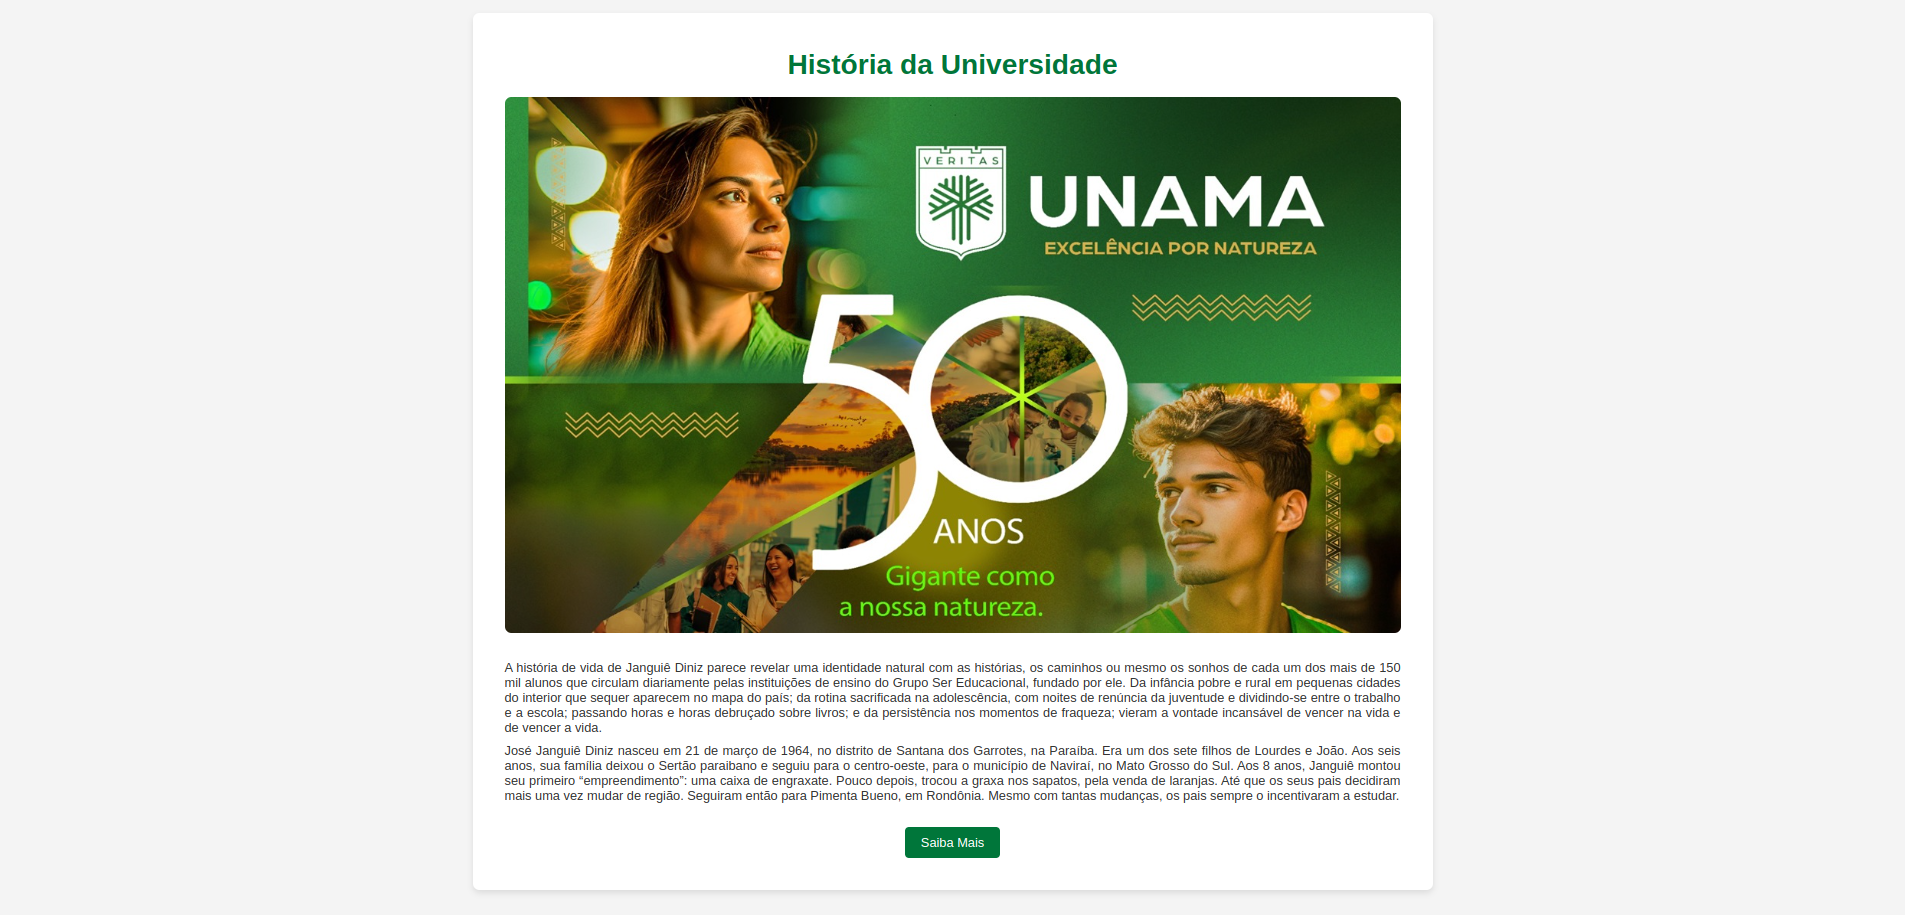 História da Universidade
VERITAS
UNAMA
EXCELÊNCIA POR NATUREZA
50
ANOS
Gigante como
a nossa natureza.
A história de vida de Janguiê Diniz parece revelar uma identidade natural com as histórias, os caminhos ou mesmo os sonhos de cada um dos mais de 150
mil alunos que circulam diariamente pelas instituições de ensino do Grupo Ser Educacional, fundado por ele. Da infância pobre e rural em pequenas cidades
do interior que sequer aparecem no mapa do país; da rotina sacrificada na adolescência, com noites de renúncia da juventude e dividindo-se entre o trabalho
e a escola; passando horas e horas debruçado sobre livros; e da persistência nos momentos de fraqueza; vieram a vontade incansável de vencer na vida e
de vencer a vida.
José Janguiê Diniz nasceu em 21 de março de 1964, no distrito de Santana dos Garrotes, na Paraíba. Era um dos sete filhos de Lourdes e João. Aos seis
anos, sua família deixou o Sertão paraibano e seguiu para o centro-oeste, para o município de Naviraí, no Mato Grosso do Sul. Aos 8 anos, Janguiê montou
seu primeiro “empreendimento”: uma caixa de engraxate. Pouco depois, trocou a graxa nos sapatos, pela venda de laranjas. Até que os seus pais decidiram
mais uma vez mudar de região. Seguiram então para Pimenta Bueno, em Rondônia. Mesmo com tantas mudanças, os pais sempre o incentivaram a estudar.
Saiba Mais